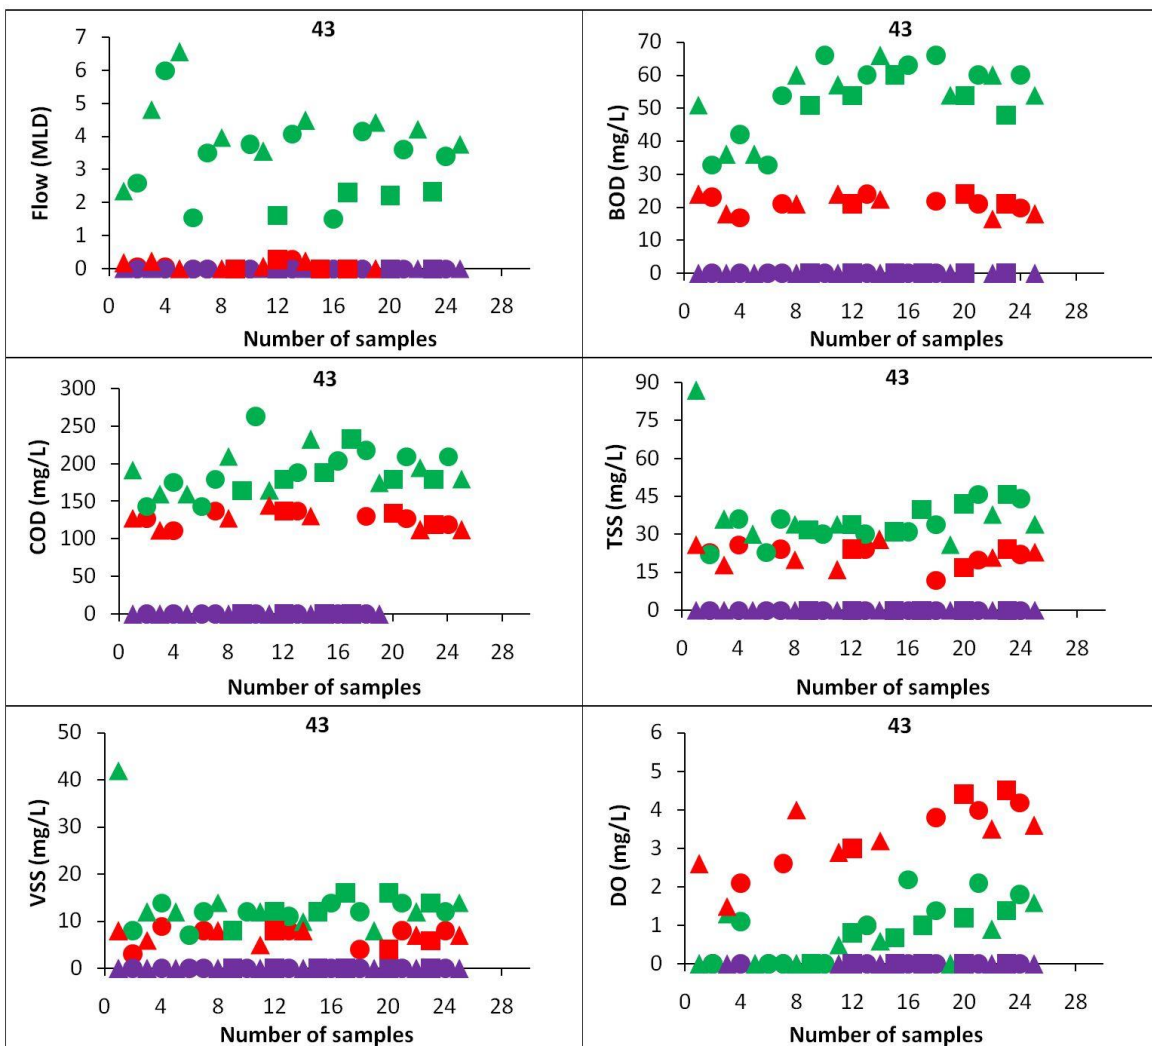 43
Flow (MLD)
7
6
5
4
3
2
1
0
0 4 8 12 16 20 24 28
Number of samples
43
BOD (mg/L)
70
60
50
40
30
20
10
0
0 4 8 12 16 20 24 28
Number of samples
43
COD (mg/L)
300
250
200
150
100
50
0
0 4 8 12 16 20 24 28
Number of samples
43
TSS (mg/L)
90
75
60
45
30
15
0
0 4 8 12 16 20 24 28
Number of samples
43
VSS (mg/L)
50
40
30
20
10
0
0 4 8 12 16 20 24 28
Number of samples
43
DO (mg/L)
6
5
4
3
2
1
0
0 4 8 12 16 20 24 28
Number of samples